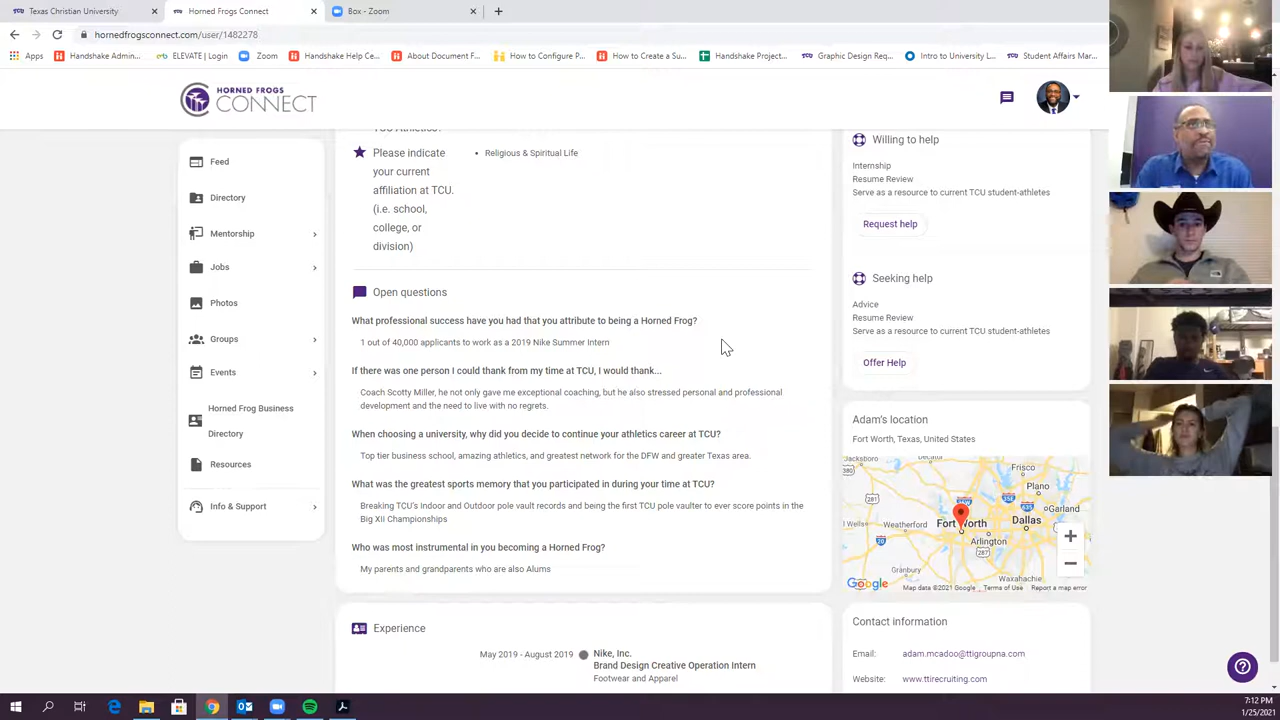 Texas Christian University
Horned Frogs Connect
Box - Zoom
hornedfrogsconnect.com/user/1482278
Apps
Handshake Admin...
ELEVATE | Login
Zoom
Handshake Help Ce...
About Document F...
How to Configure P...
How to Create a Su...
Handshake Project...
Graphic Design Req...
Intro to University L...
Student Affairs Mar...
HORNED FROGS
CONNECT
Feed
Directory
Mentorship
Jobs
Photos
Groups
Events
Horned Frog Business
Directory
Resources
Info & Support
TCU Athletics?
Please indicate
your current
affiliation at TCU.
(i.e. school,
college, or
division)
• Religious & Spiritual Life
Open questions
What professional success have you had that you attribute to being a Horned Frog?
1 out of 40,000 applicants to work as a 2019 Nike Summer Intern
If there was one person I could thank from my time at TCU, I would thank...
Coach Scotty Miller, he not only gave me exceptional coaching, but he also stressed personal and professional
development and the need to live with no regrets.
When choosing a university, why did you decide to continue your athletics career at TCU?
Top tier business school, amazing athletics, and greatest network for the DFW and greater Texas area.
What was the greatest sports memory that you participated in during your time at TCU?
Breaking TCU's Indoor and Outdoor pole vault records and being the first TCU pole vaulter to ever score points in the
Big XII Championships
Who was most instrumental in you becoming a Horned Frog?
My parents and grandparents who are also Alums
Experience
May 2019 - August 2019
Nike, Inc.
Brand Design Creative Operation Intern
Footwear and Apparel
Willing to help
Internship
Resume Review
Serve as a resource to current TCU student-athletes
Request help
Seeking help
Advice
Resume Review
Serve as a resource to current TCU student-athletes
Offer Help
Adam's location
Fort Worth, Texas, United States
Jacksboro
Frisco
Plano
Garland
Weatherford
Fort Worth
Dallas
Arlington
Granbury
Waxahachie
Google
Map data ©2021 Google
Terms of Use
Report a map error
Contact information
Email:
adam.mcadoo@ttigroupna.com
Website:
www.ttirecruiting.com
7:12 PM
1/25/2021